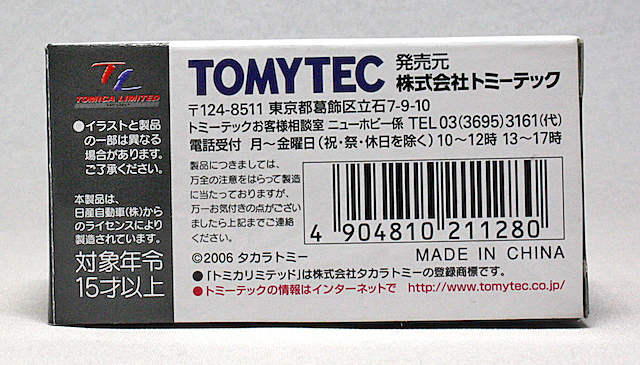 TL
TOMICA LIMITED
●イラストと製品
の一部は異なる
場合があります。
ご了承ください。
本製品は、
日産自動車(株)から
のライセンスにより
製造されています。
対象年令
15才以上
TOMYTEC
発売元
株式会社トミーテック
〒124-8511 東京都葛飾区立石7-9-10
トミーテックお客様相談室 ニューホビー係 TEL 03(3695)3161(代)
電話受付 月〜金曜日(祝・祭・休日を除く) 10〜12時 13〜17時
製品につきましては、
万全の注意をはらって製造
に当たっておりますが、
万一お気付きの点がござい
ましたら上記までご連絡
ください。
4 904810 211280
©2006 タカラトミー
MADE IN CHINA
●「トミカリミテッド」は株式会社タカラトミーの登録商標です。
●トミーテックの情報はインターネットで http://www.tomytec.co.jp/